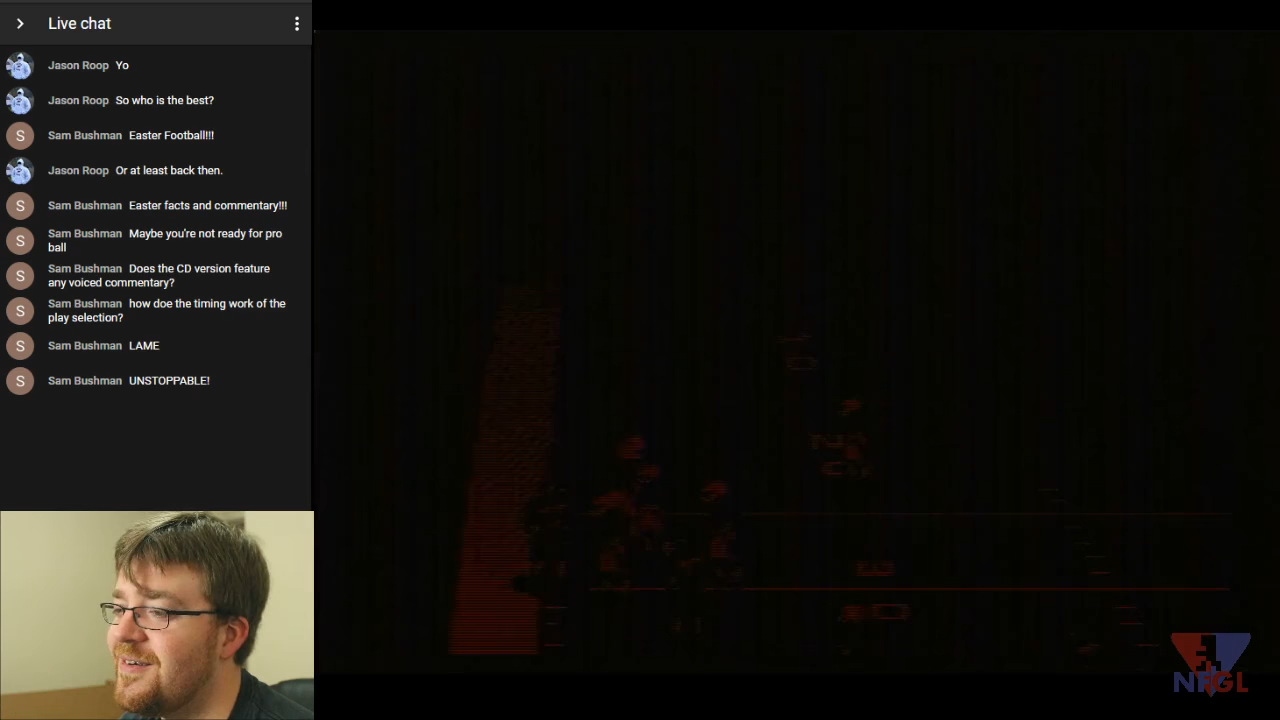 Live chat
Jason Roop Yo
Jason Roop So who is the best?
Sam Bushman Easter Football!!!
Jason Roop Or at least back then.
Sam Bushman Easter facts and commentary!!!
Sam Bushman Maybe you're not ready for pro
ball
Sam Bushman Does the CD version feature
any voiced commentary?
Sam Bushman how doe the timing work of the
play selection?
Sam Bushman LAME
Sam Bushman UNSTOPPABLE!
S
S
S
S
S
S
S
NFGL